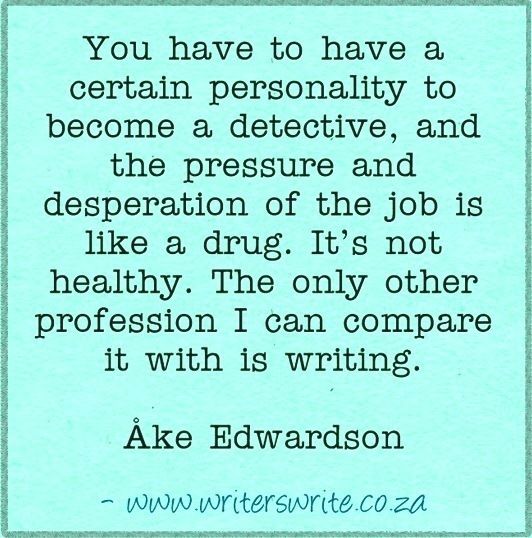 You have to have a
certain personality to
become a detective, and
the pressure and
desperation of the job is
like a drug. It's not
healthy. The only other
profession I can compare
it with is writing.
Åke Edwardson
- www.writerswrite.co.za